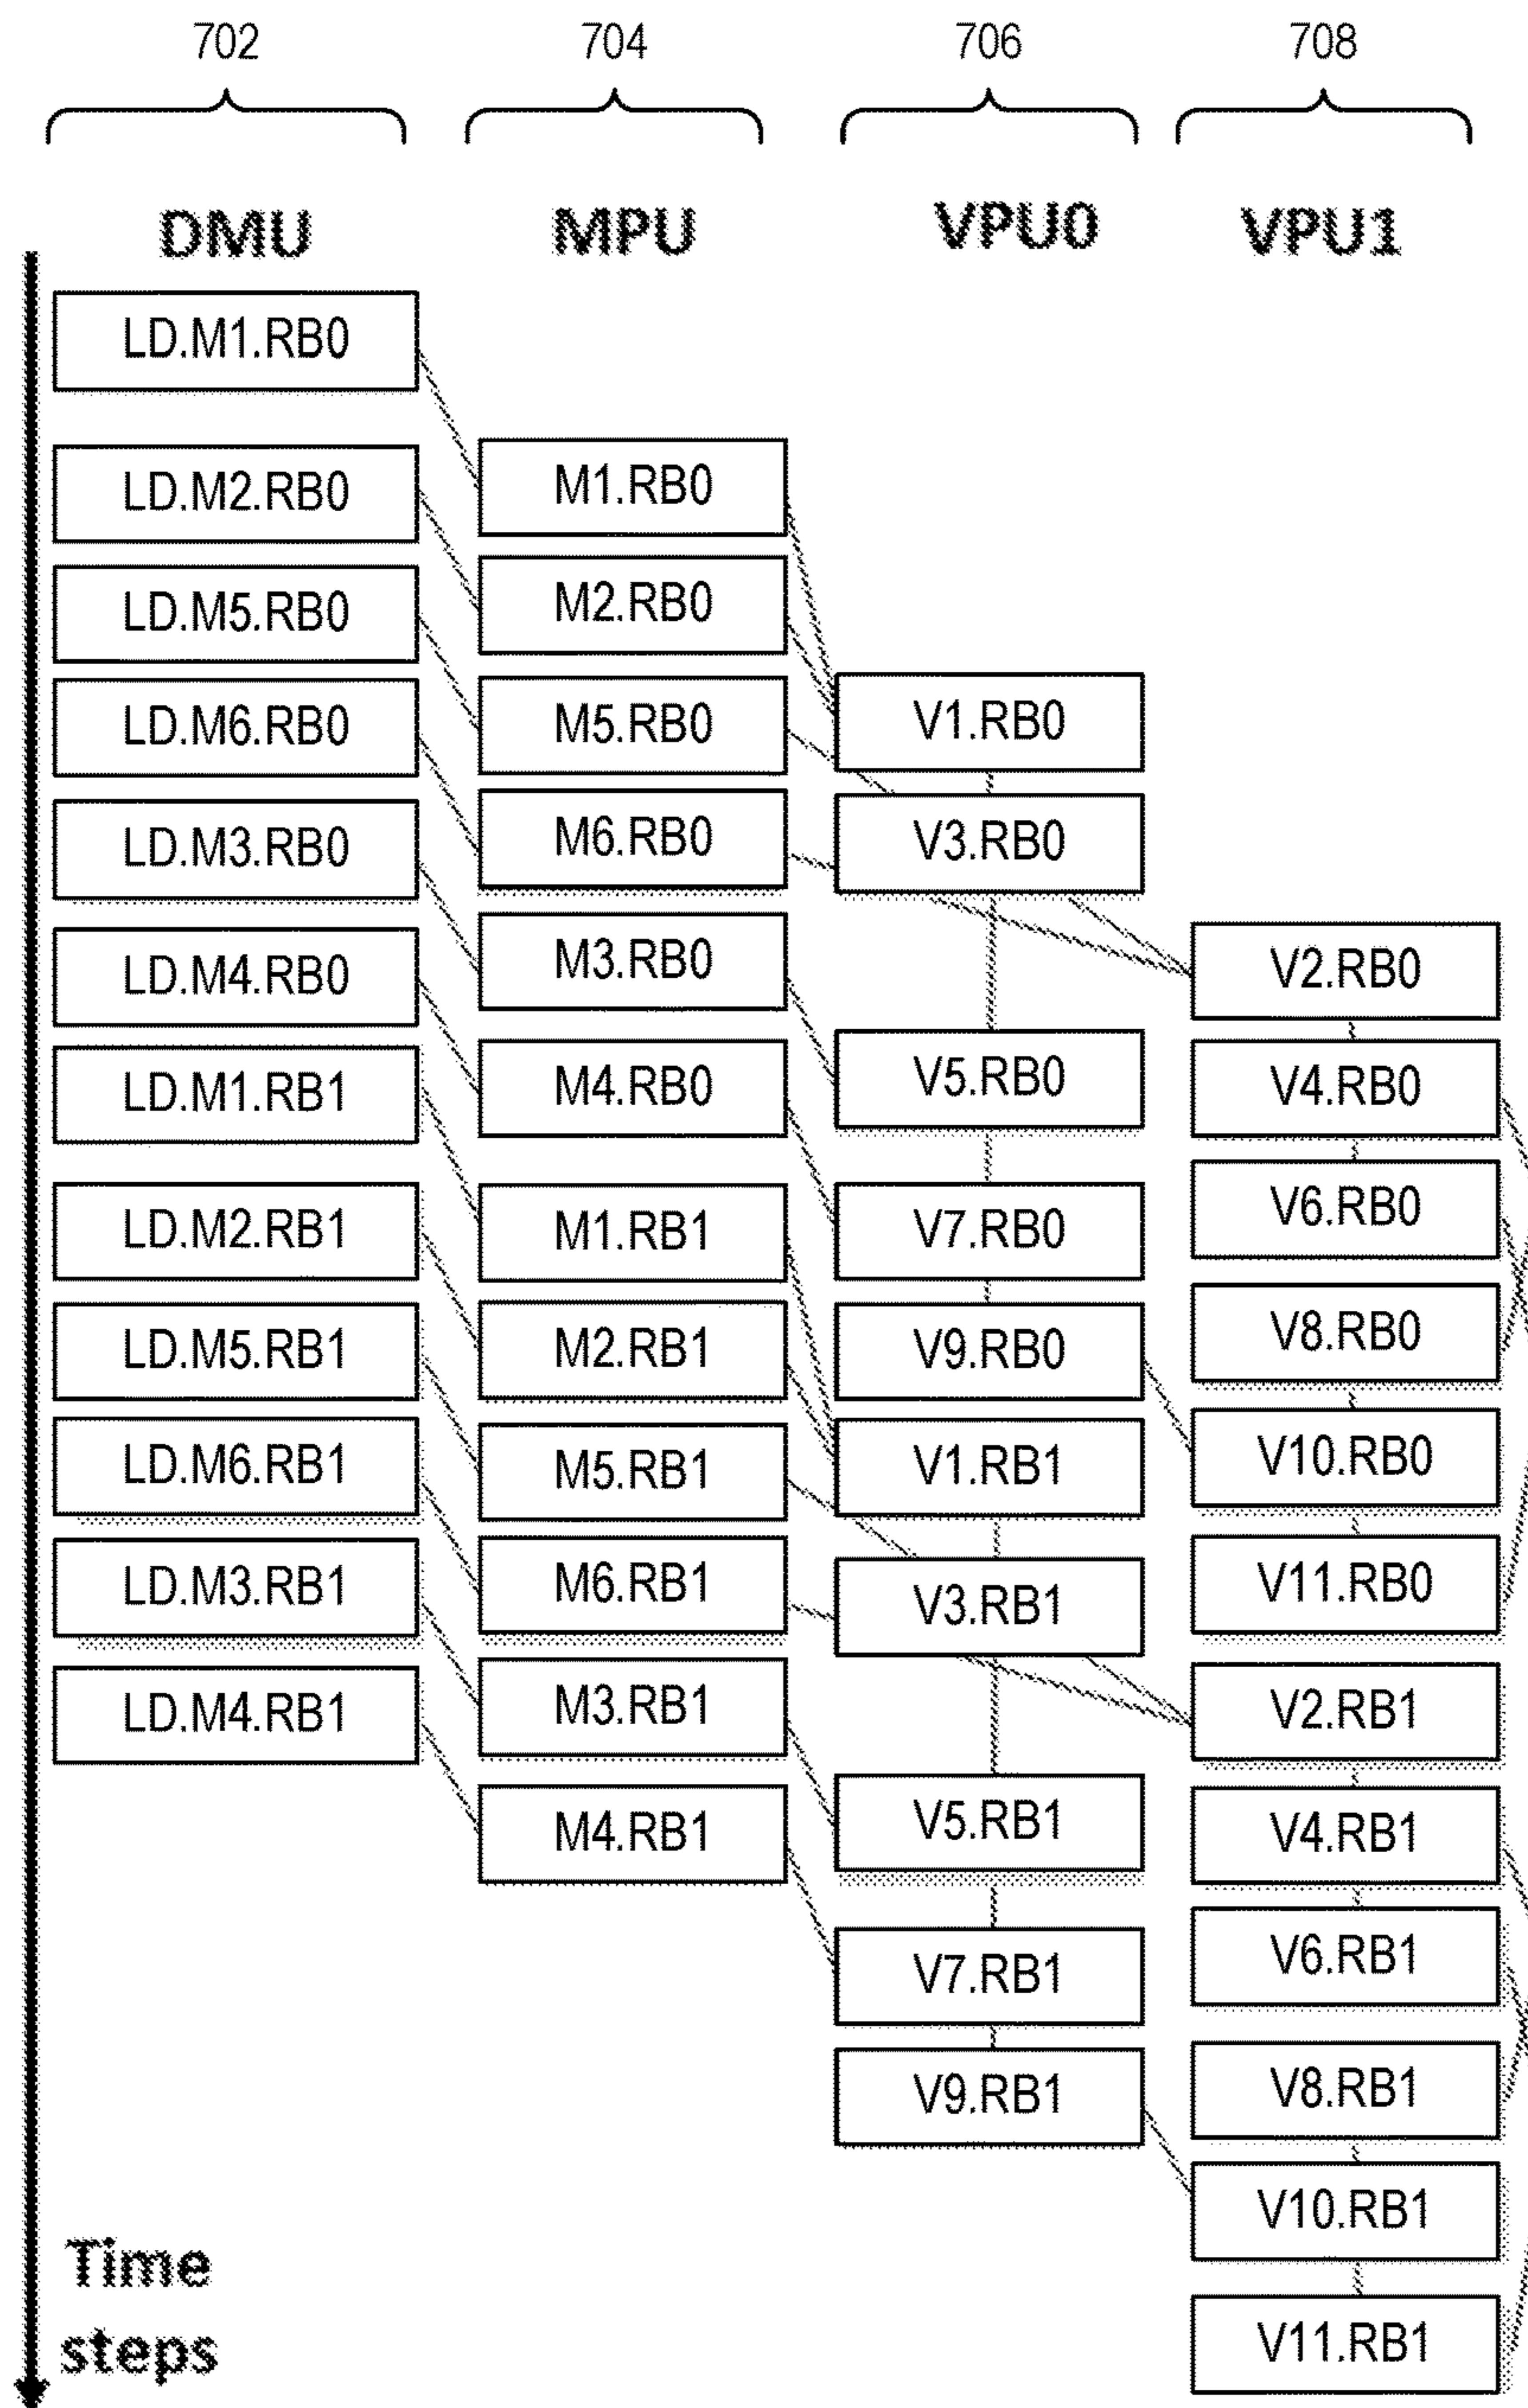 702 704 706 708
DMU MPU VPU0 VPU1
LD.M1.RB0
LD.M2.RB0 M1.RB0
LD.M5.RB0 M2.RB0
LD.M6.RB0 M5.RB0 V1.RB0
LD.M3.RB0 M6.RB0 V3.RB0
LD.M4.RB0 M3.RB0 V2.RB0
LD.M1.RB1 M4.RB0 V5.RB0 V4.RB0
LD.M2.RB1 M1.RB1 V7.RB0 V6.RB0
LD.M5.RB1 M2.RB1 V9.RB0 V8.RB0
LD.M6.RB1 M5.RB1 V1.RB1 V10.RB0
LD.M3.RB1 M6.RB1 V3.RB1 V11.RB0
LD.M4.RB1 M3.RB1 V2.RB1
M4.RB1 V5.RB1 V4.RB1
V7.RB1 V6.RB1
V9.RB1 V8.RB1
V10.RB1
Time
steps V11.RB1